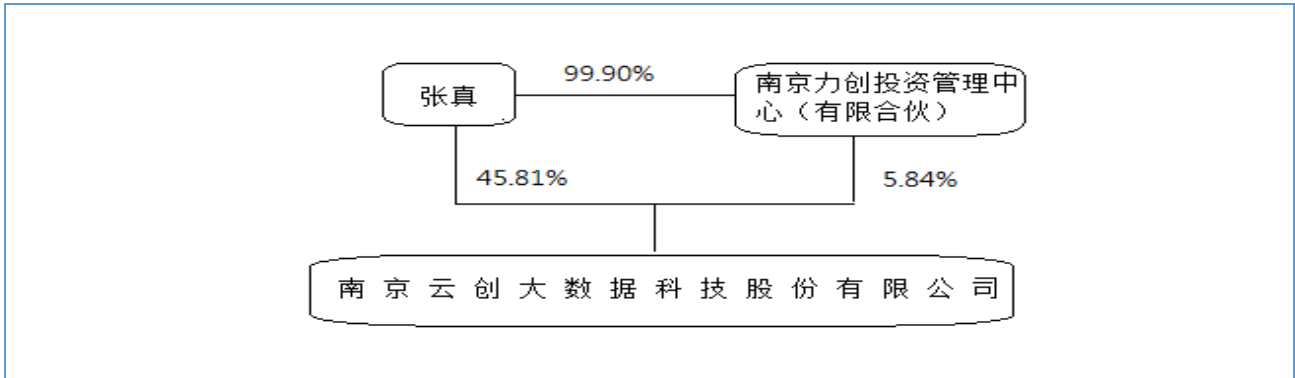 99.90%
张真
南京力创投资管理中
心（有限合伙）
45.81%
5.84%
南京云创大数据科技股份有限公司